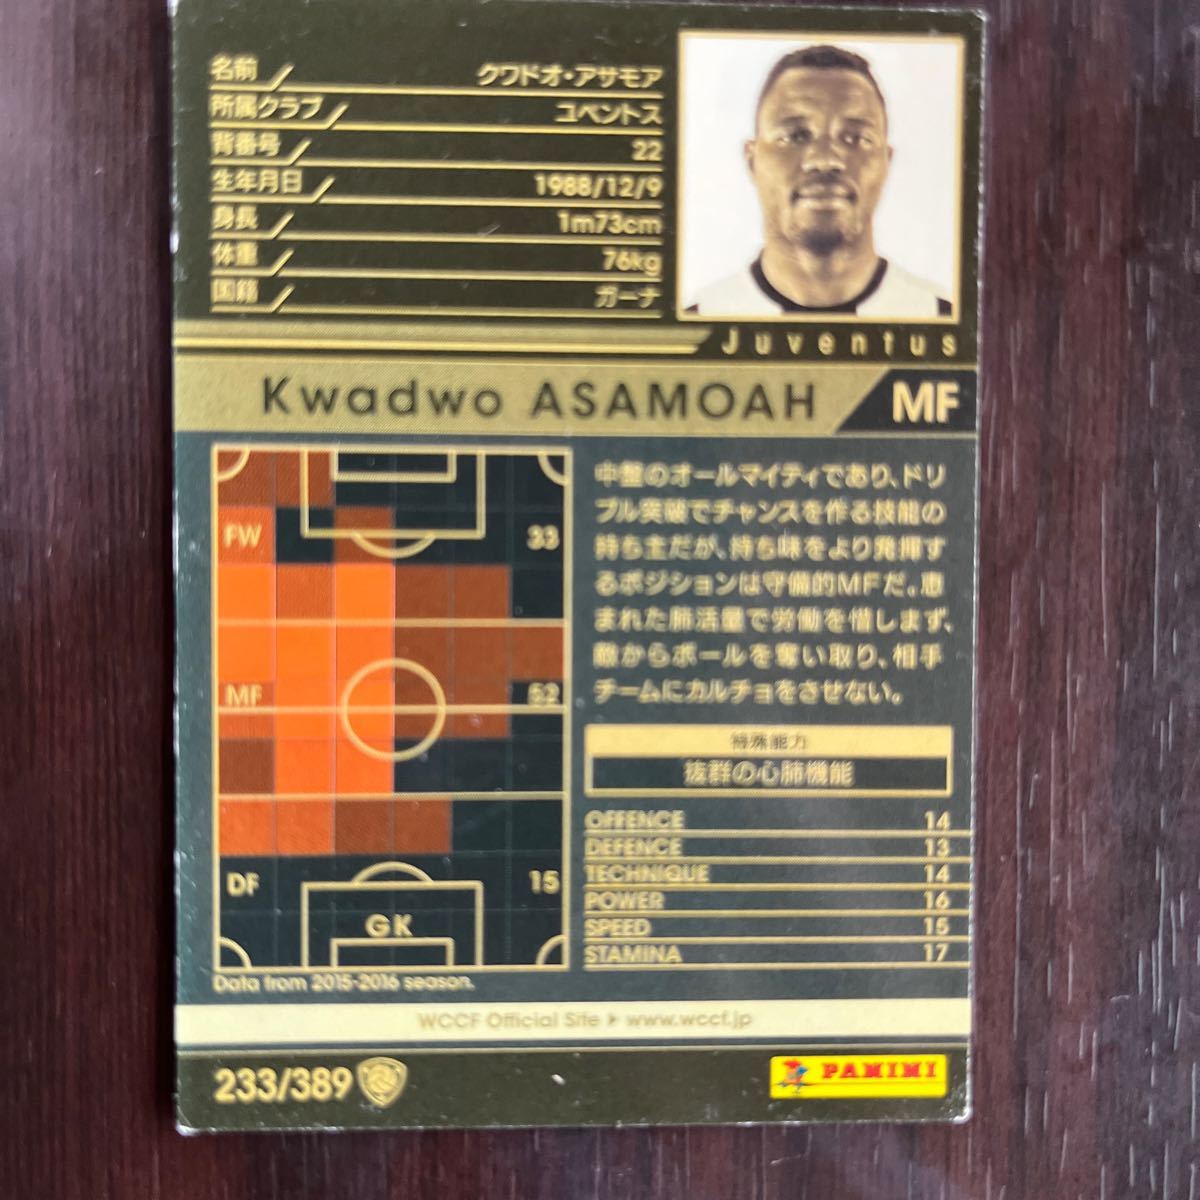 名前 クワドオ・アサモア
所属クラブ ユベントス
背番号 22
生年月日 1988/12/9
身長 1m73cm
体重 76kg
国籍 ガーナ
Juventus
Kwadwo ASAMOAH MF
FW 33
MF 52
DF 15
GK
Data from 2015-2016 season.
中盤のオールマイティであり、ドリ
ブル突破でチャンスを作る技能の
持ち主だが、持ち味をより発揮す
るポジションは守備的MFだ。恵
まれた肺活量で労働を惜しまず、
敵からボールを奪い取り、相手
チームにカルチョをさせない。
特殊能力
抜群の心肺機能
OFFENCE 14
DEFENCE 13
TECHNIQUE 14
POWER 16
SPEED 15
STAMINA 17
WCCF Official Site ▶ www.wccf.jp
233/389
PANINI